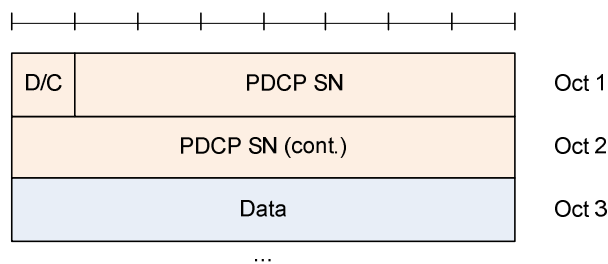 D/C PDCP SN Oct 1
PDCP SN (cont.) Oct 2
Data Oct 3
...